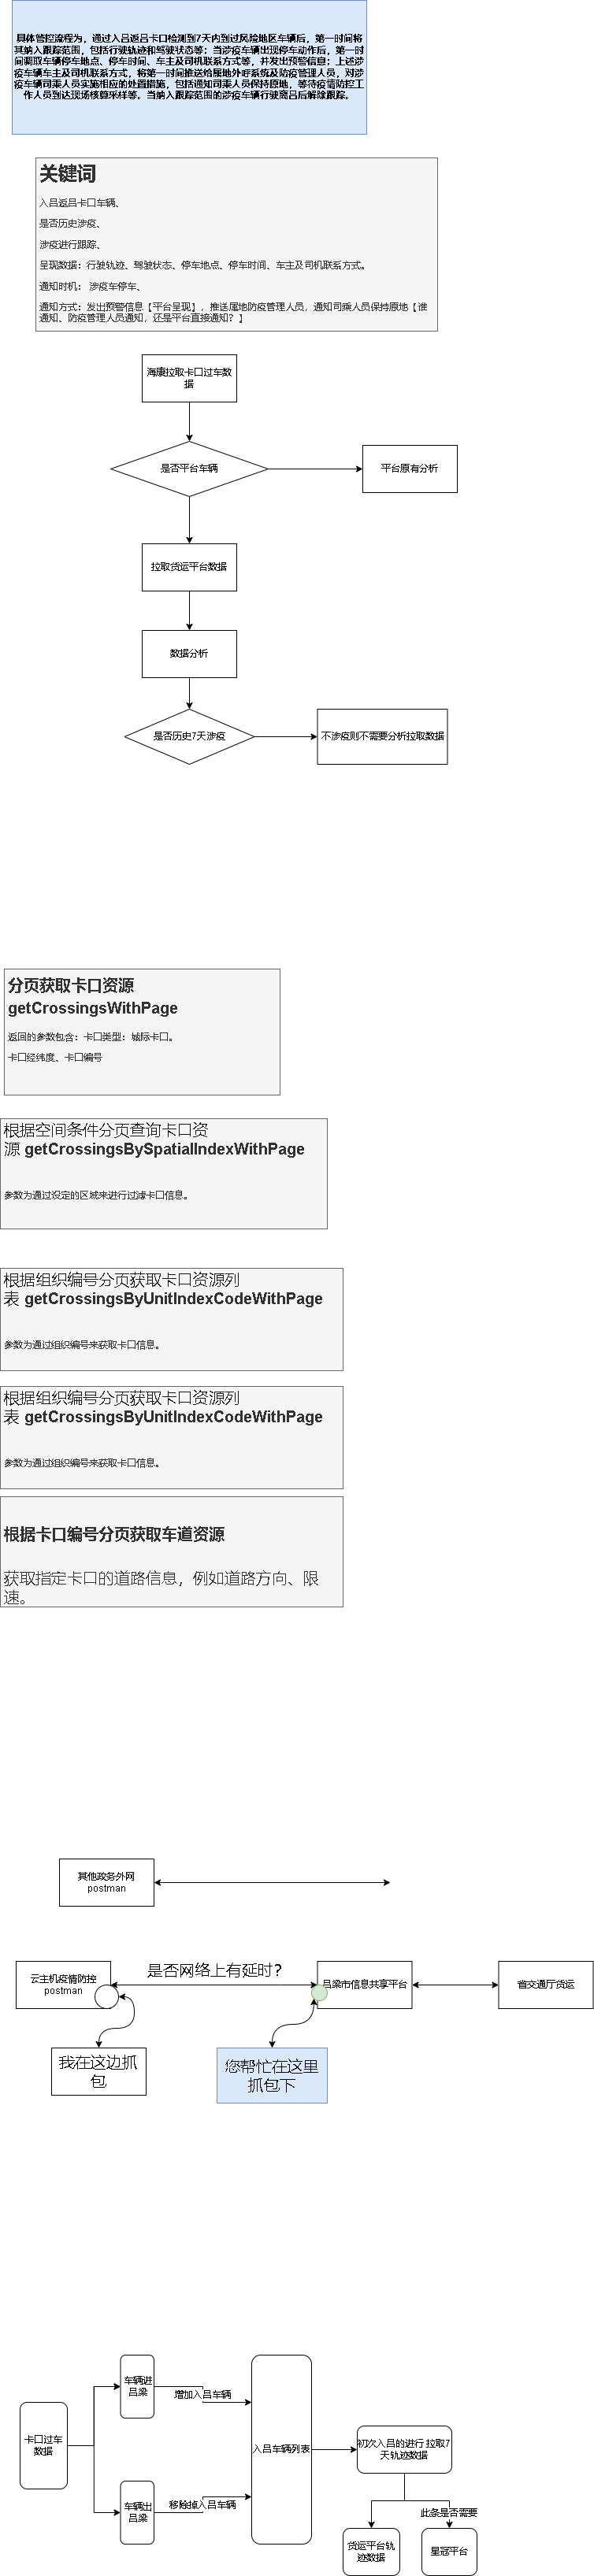 具体管控流程为，通过入吕返吕卡口检测到7天内到过风险地区车辆后，第一时间将
其纳入跟踪范围，包括行驶轨迹和驾驶状态等；当涉疫车辆出现停车动作后，第一时
间调取车辆停车地点、停车时间、车主及司机联系方式等，并发出预警信息；上述涉
疫车辆车主及司机联系方式，将第一时间推送给属地外呼系统及防疫管理人员，对涉
疫车辆司乘人员实施相应的处置措施，包括通知司乘人员保持原地，等待疫情防控工
作人员到达现场核算采样等。当纳入跟踪范围的涉疫车辆行驶离吕后解除跟踪。
关键词
入吕返吕卡口车辆、
是否历史涉疫、
涉疫进行跟踪、
呈现数据：行驶轨迹、驾驶状态、停车地点、停车时间、车主及司机联系方式。
通知时机： 涉疫车停车、
通知方式：发出预警信息【平台呈现】，推送属地防疫管理人员，通知司乘人员保持原地【谁
通知、防疫管理人员通知，还是平台直接通知？】
海康拉取卡口过车数
据
是否平台车辆
平台原有分析
拉取货运平台数据
数据分析
是否历史7天涉疫
不涉疫则不需要分析拉取数据
分页获取卡口资源
getCrossingsWithPage
返回的参数包含：卡口类型：城际卡口。
卡口经纬度、卡口编号
根据空间条件分页查询卡口资
源 getCrossingsBySpatialIndexWithPage
参数为通过设定的区域来进行过滤卡口信息。
根据组织编号分页获取卡口资源列
表 getCrossingsByUnitIndexCodeWithPage
参数为通过组织编号来获取卡口信息。
根据组织编号分页获取卡口资源列
表 getCrossingsByUnitIndexCodeWithPage
参数为通过组织编号来获取卡口信息。
根据卡口编号分页获取车道资源
获取指定卡口的道路信息，例如道路方向、限
速。
其他政务外网
postman
云主机疫情防控
postman
是否网络上有延时？
吕梁市信息共享平台
省交通厅货运
我在这边抓
包
您帮忙在这里
抓包下
卡口过车
数据
车辆进
吕梁
增加入吕车辆
车辆出
吕梁
移除掉入吕车辆
入吕车辆列表
初次入吕的进行 拉取7
天轨迹数据
此条是否需要
货运平台轨
迹数据
星冠平台